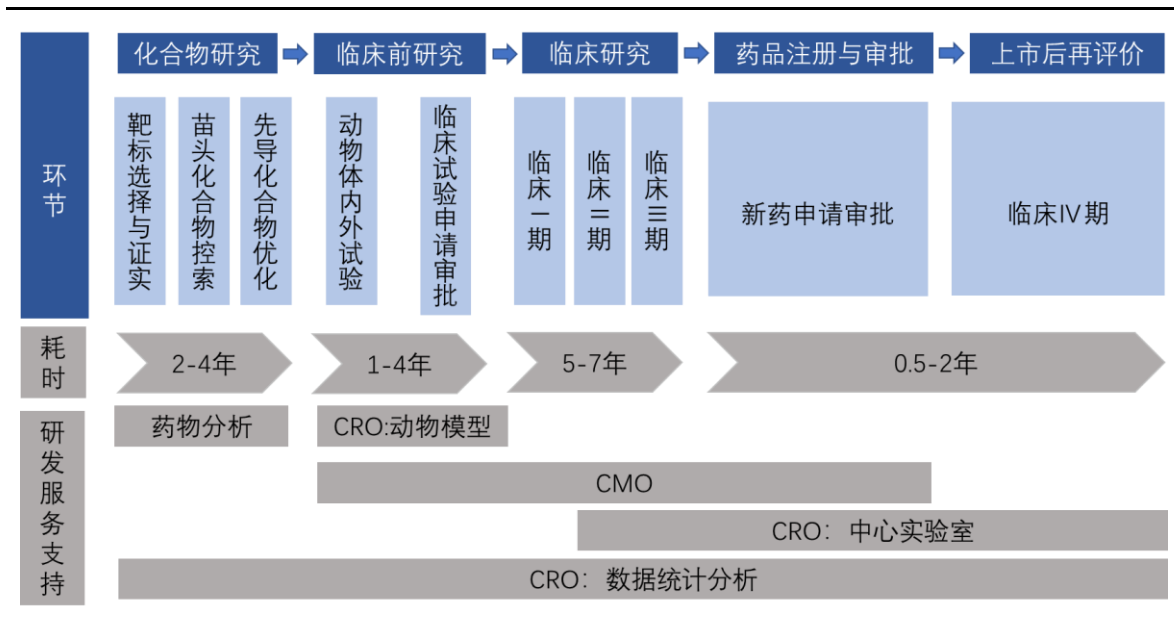 环节
化合物研究
临床前研究
临床研究
药品注册与审批
上市后再评价
靶标选择与证实
苗头化合物控索
先导化合物优化
动物体内外试验
临床试验申请审批
临床一期
临床二期
临床三期
新药申请审批
临床IV期
耗时
2-4年
1-4年
5-7年
0.5-2年
研发服务支持
药物分析
CRO:动物模型
CMO
CRO：中心实验室
CRO：数据统计分析